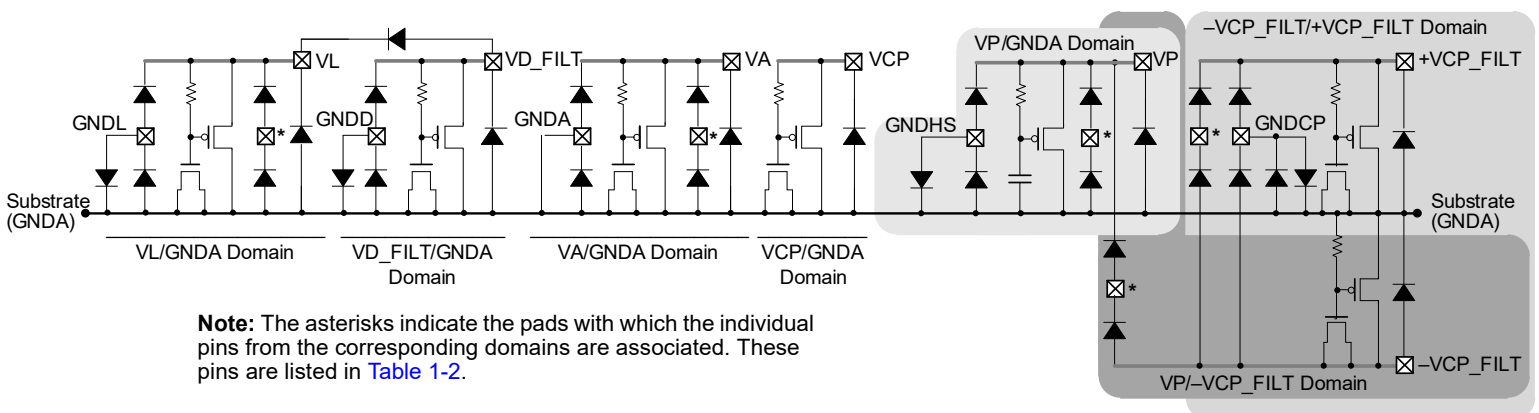 –VCP_FILT/+VCP_FILT Domain
VP/GNDA Domain
VL
VD_FILT
VA
VCP
VP
+VCP_FILT
GNDL
*
GNDD
GNDA
*
GNDHS
*
*
GNDCP
Substrate
(GNDA)
Substrate
(GNDA)
VL/GNDA Domain
VD_FILT/GNDA
Domain
VA/GNDA Domain
VCP/GNDA
Domain
*
Note: The asterisks indicate the pads with which the individual
pins from the corresponding domains are associated. These
pins are listed in Table 1-2.
–VCP_FILT
VP/–VCP_FILT Domain